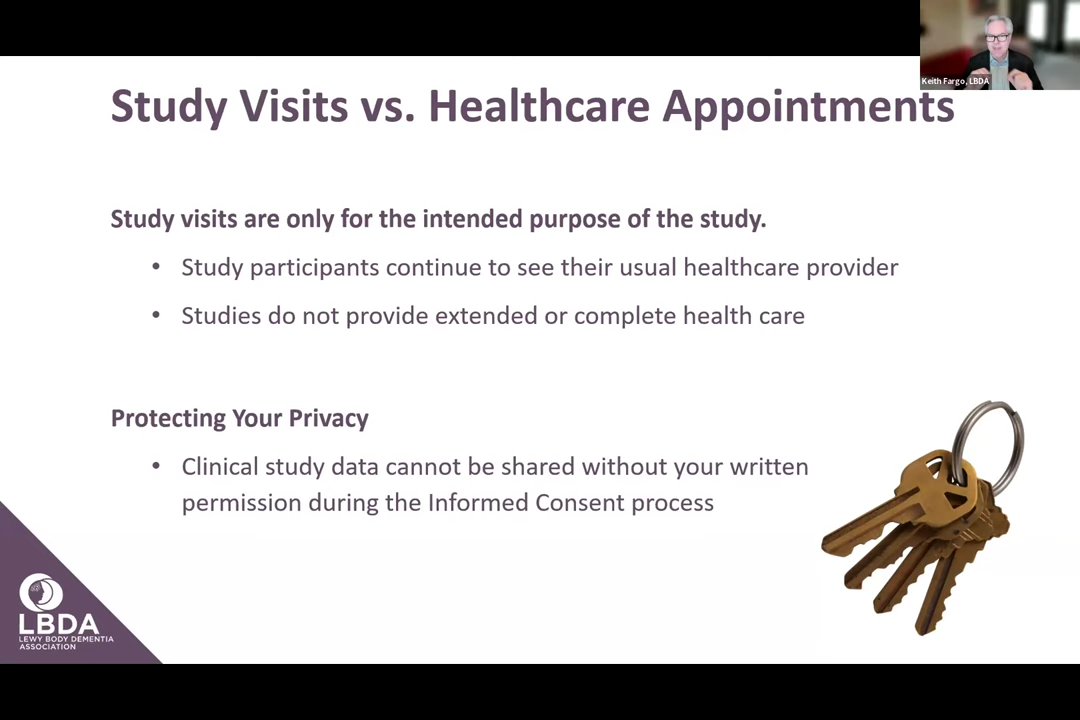 Keith Fargo, LBDA
Study Visits vs. Healthcare Appointments
Study visits are only for the intended purpose of the study.
• Study participants continue to see their usual healthcare provider
• Studies do not provide extended or complete health care
Protecting Your Privacy
• Clinical study data cannot be shared without your written
permission during the Informed Consent process
LBDA
LEWY BODY DEMENTIA
ASSOCIATION